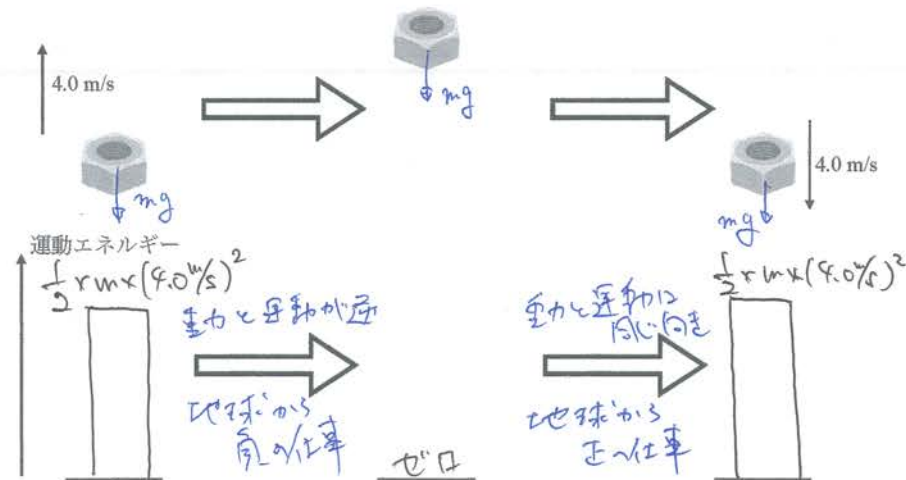 4.0 m/s
mg
mg
4.0 m/s
mg
運動エネルギー
1/2 × m × (4.0 m/s)²
1/2 × m × (4.0 m/s)²
重力と運動が逆
重力と運動は
同じ向き
地球から
負の仕事
地球から
正の仕事
ゼロ